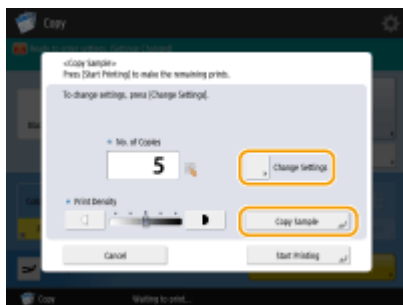 Copy
<Copy Sample>
Press [Start Printing] to make the remaining prints.
To change settings, press [Change Settings].
No. of Copies
5
Change Settings
Print Density
Copy Sample
Cancel
Start Printing
Copy
Waiting to print...